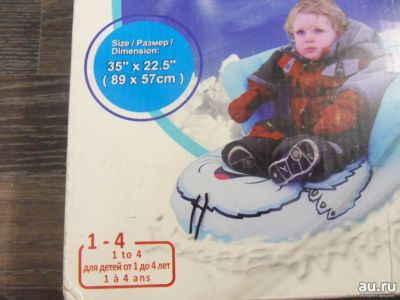 Size / Размер /
Dimension:
35" x 22.5"
( 89 x 57cm )
1 - 4
1 to 4
для детей от 1 до 4 лет
1 à 4 ans
au.ru